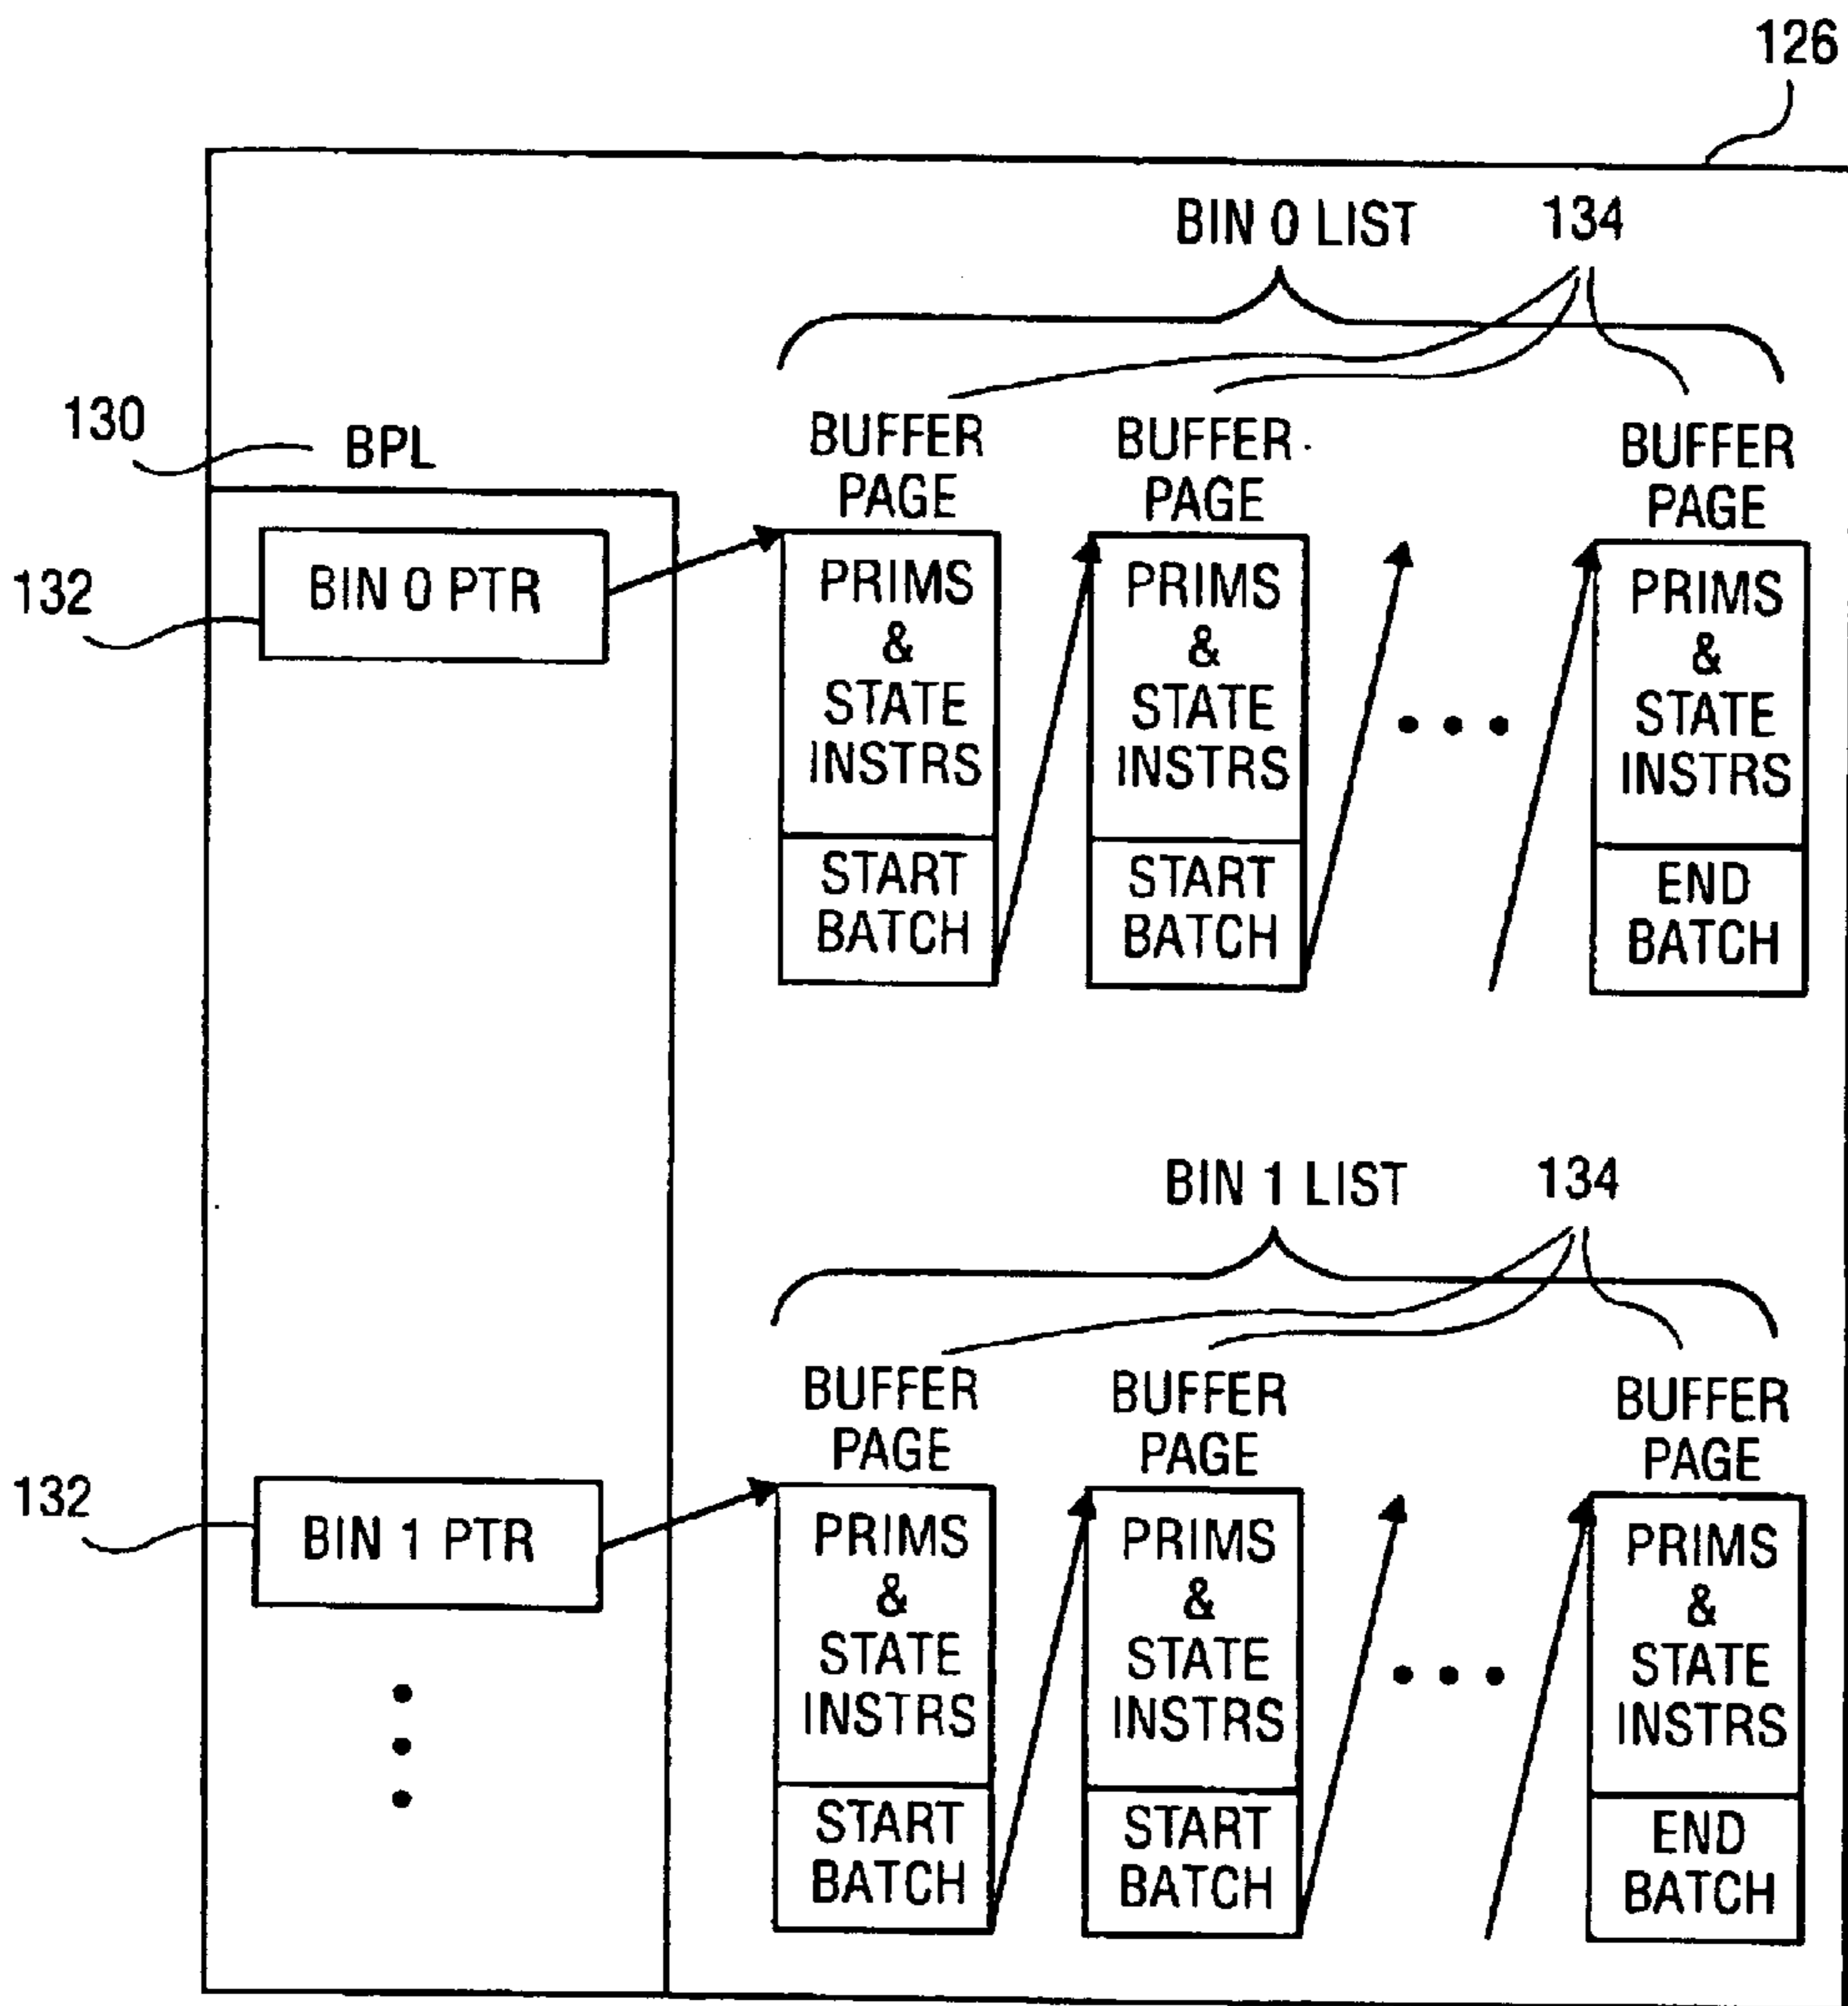 126
BIN 0 LIST 134
130 BPL
BUFFER PAGE
BUFFER PAGE
BUFFER PAGE
132
BIN 0 PTR
PRIMS
&
STATE
INSTRS
START
BATCH
PRIMS
&
STATE
INSTRS
START
BATCH
• • •
PRIMS
&
STATE
INSTRS
END
BATCH
BIN 1 LIST 134
BUFFER PAGE
BUFFER PAGE
BUFFER PAGE
132
BIN 1 PTR
PRIMS
&
STATE
INSTRS
START
BATCH
PRIMS
&
STATE
INSTRS
START
BATCH
• • •
PRIMS
&
STATE
INSTRS
END
BATCH